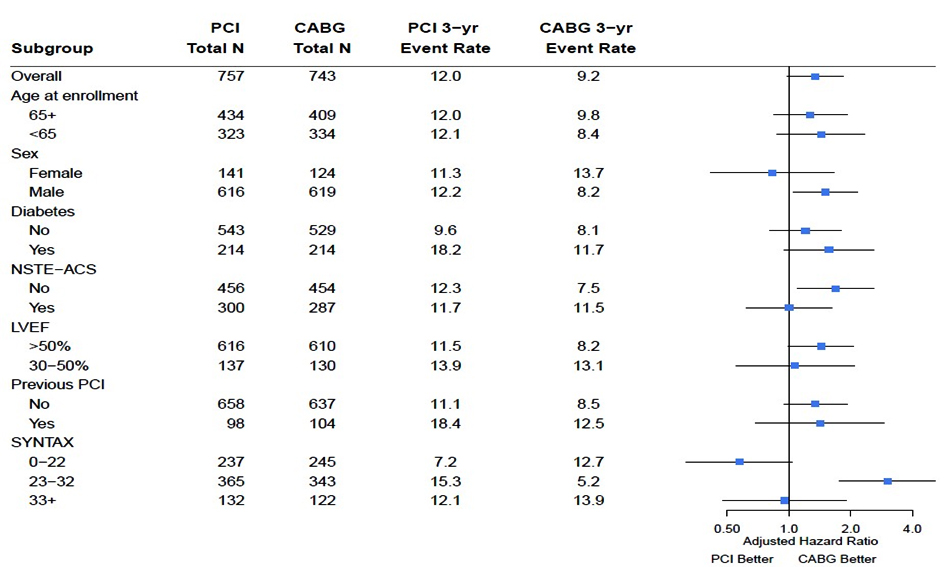 PCI CABG PCI 3−yr CABG 3−yr
Subgroup Total N Total N Event Rate Event Rate
Overall 757 743 12.0 9.2
Age at enrollment
65+ 434 409 12.0 9.8
<65 323 334 12.1 8.4
Sex
Female 141 124 11.3 13.7
Male 616 619 12.2 8.2
Diabetes
No 543 529 9.6 8.1
Yes 214 214 18.2 11.7
NSTE−ACS
No 456 454 12.3 7.5
Yes 300 287 11.7 11.5
LVEF
>50% 616 610 11.5 8.2
30−50% 137 130 13.9 13.1
Previous PCI
No 658 637 11.1 8.5
Yes 98 104 18.4 12.5
SYNTAX
0−22 237 245 7.2 12.7
23−32 365 343 15.3 5.2
33+ 132 122 12.1 13.9
0.50 1.0 2.0 4.0
Adjusted Hazard Ratio
PCI Better CABG Better